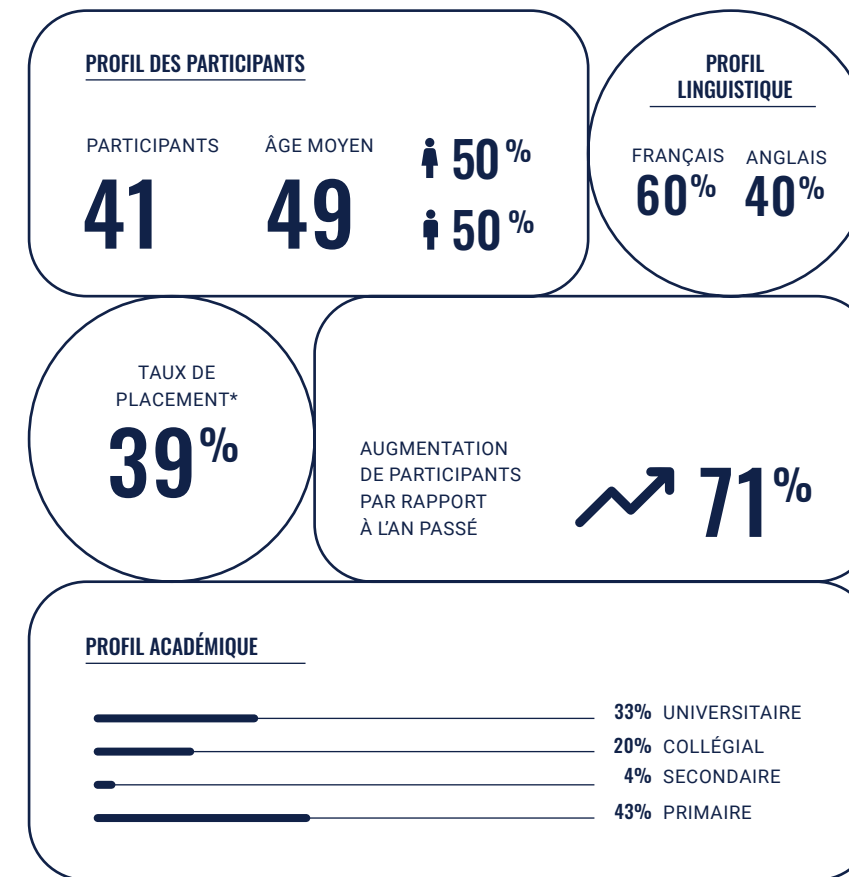 PROFIL DES PARTICIPANTS
PARTICIPANTS
41
ÂGE MOYEN
49
50%
50%
PROFIL
LINGUISTIQUE
FRANÇAIS
60%
ANGLAIS
40%
TAUX DE
PLACEMENT*
39%
AUGMENTATION
DE PARTICIPANTS
PAR RAPPORT
À L'AN PASSÉ
71%
PROFIL ACADÉMIQUE
33% UNIVERSITAIRE
20% COLLÉGIAL
4% SECONDAIRE
43% PRIMAIRE